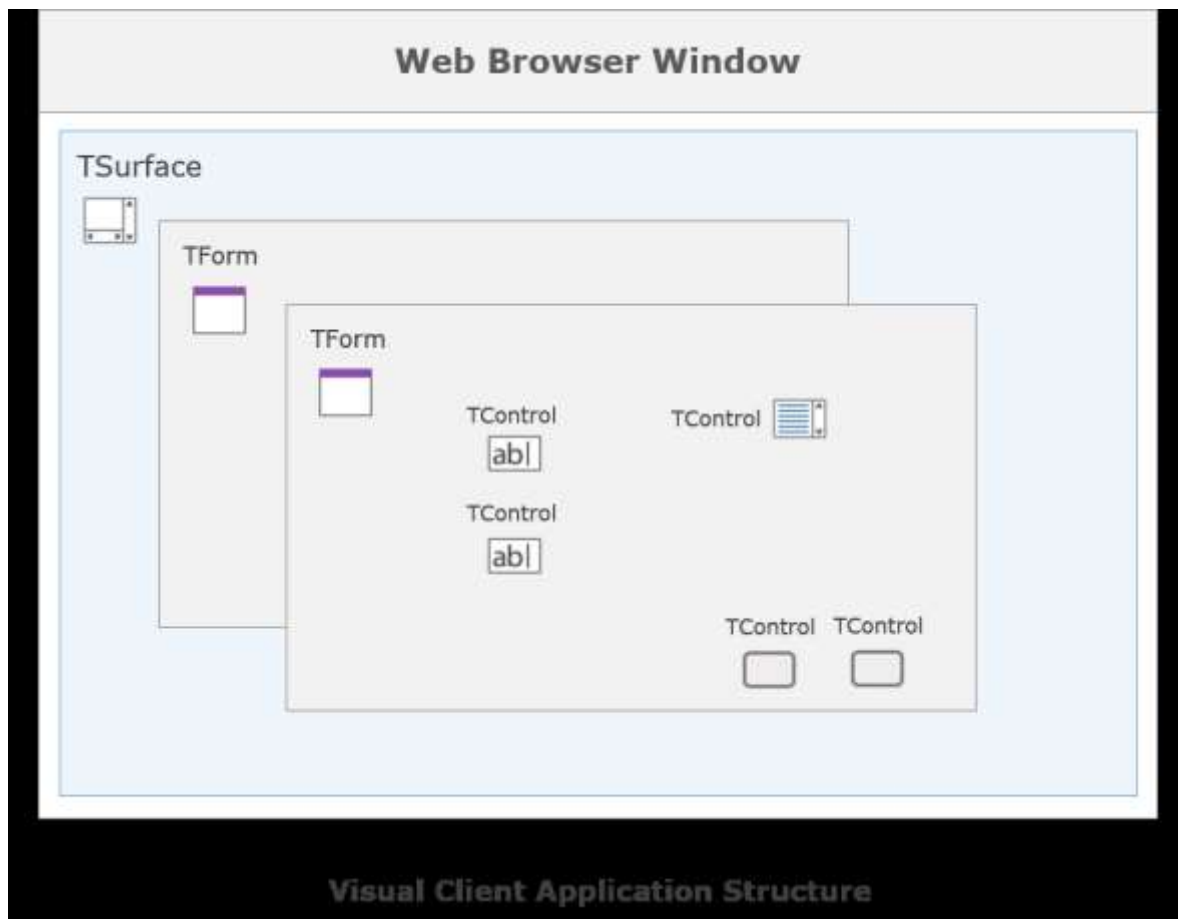 Web Browser Window
TSurface
TForm
TForm
TControl
TControl
ab|
TControl
ab|
TControl TControl
Visual Client Application Structure